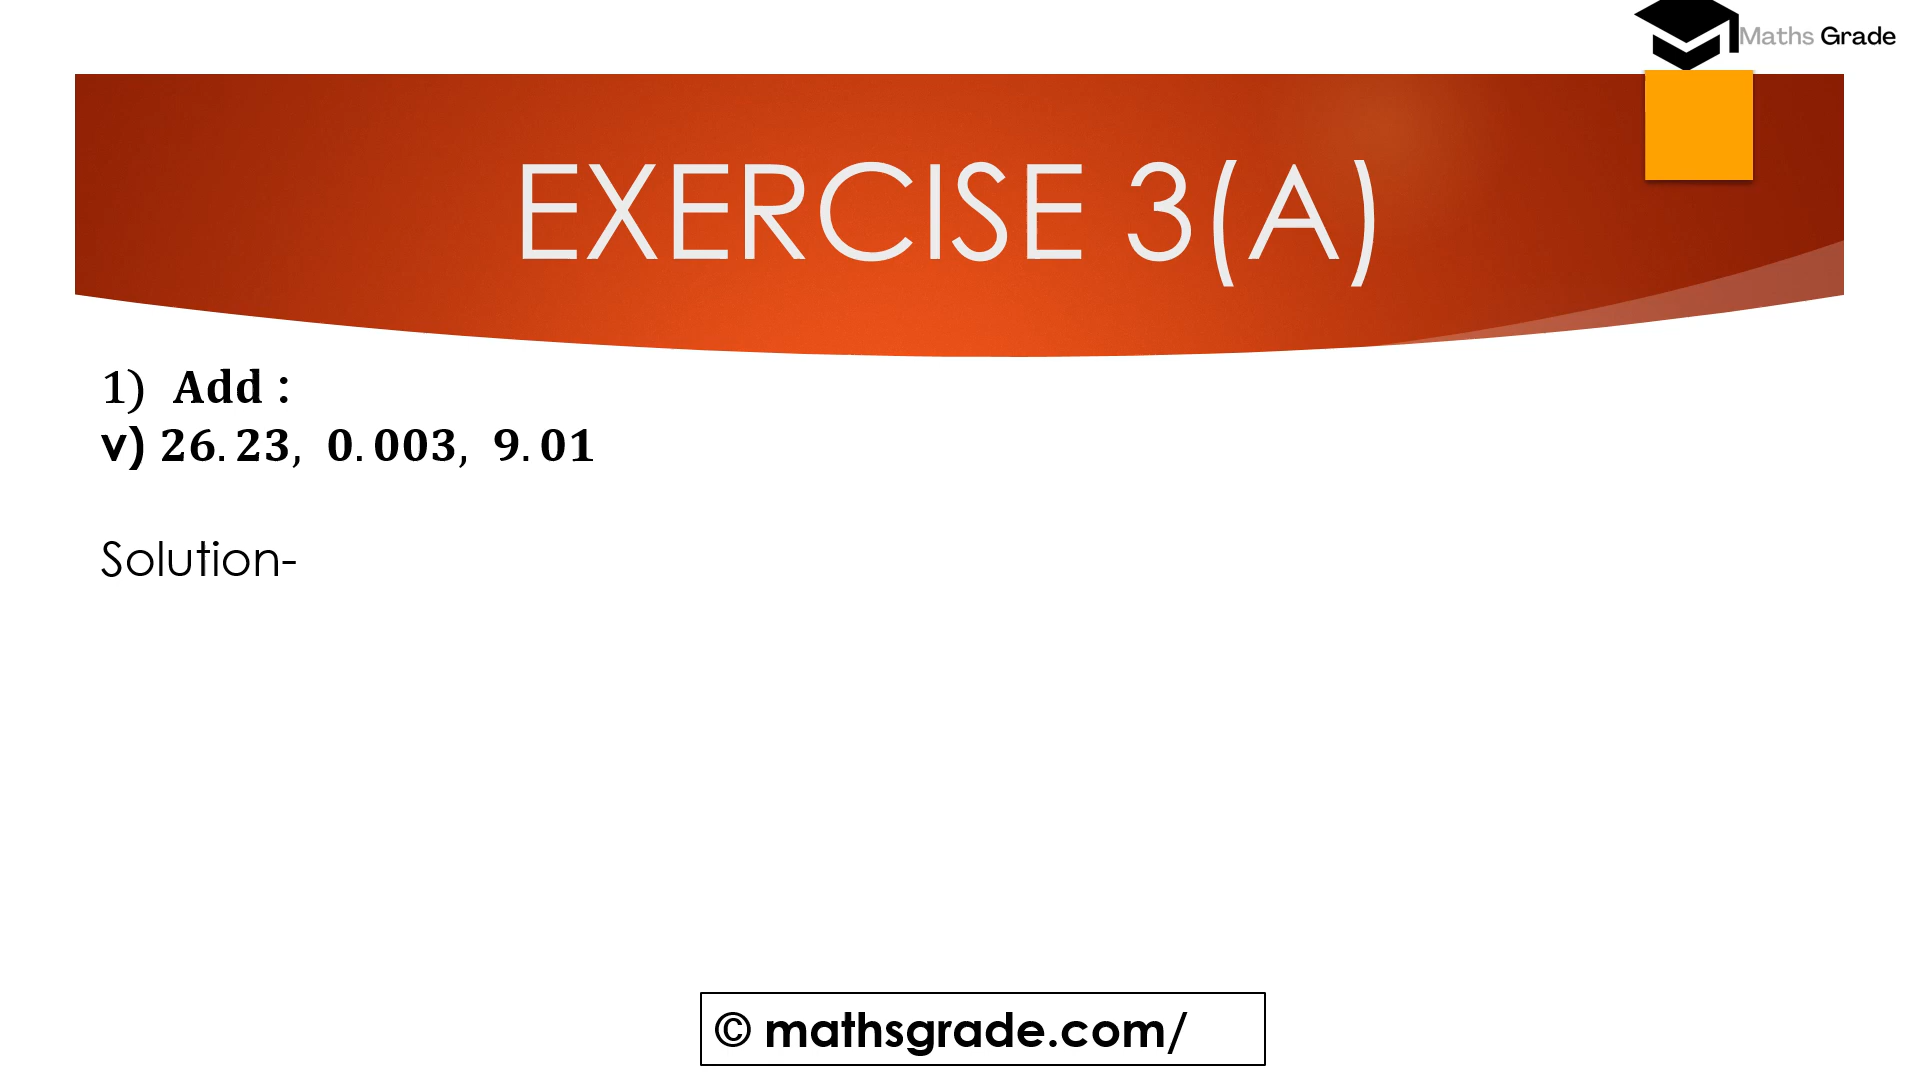 Maths Grade
EXERCISE 3(A)
1) Add :
v) 26.23, 0.003, 9.01
Solution-
© mathsgrade.com/